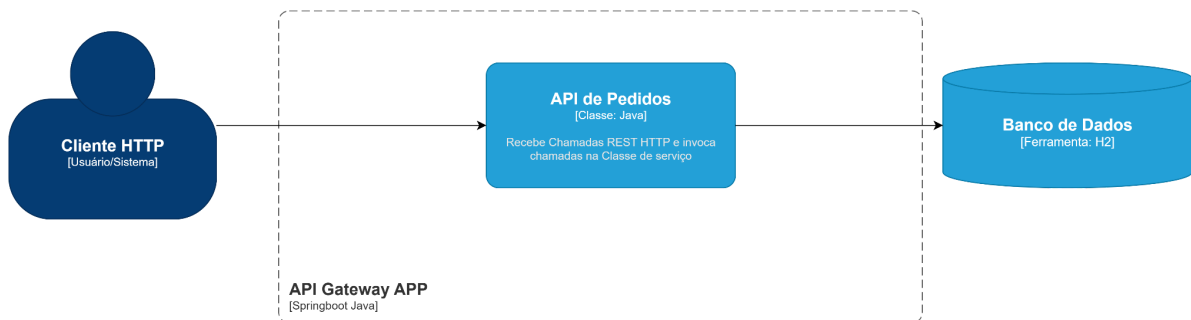 Cliente HTTP
[Usuário/Sistema]
API de Pedidos
[Classe: Java]
Recebe Chamadas REST HTTP e invoca
chamadas na Classe de serviço
Banco de Dados
[Ferramenta: H2]
API Gateway APP
[Springboot Java]